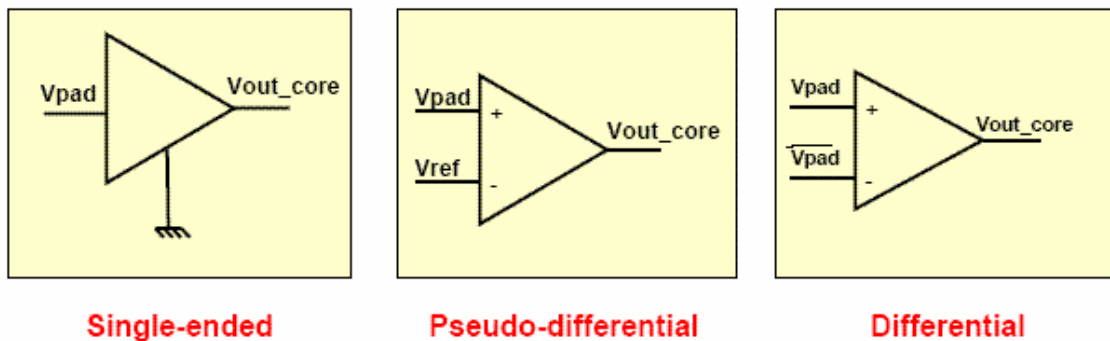 Vpad
Vout_core
Vpad
+
Vout_core
Vref
-
Vpad
+
Vout_core
Vpad
-
Single-ended
Pseudo-differential
Differential